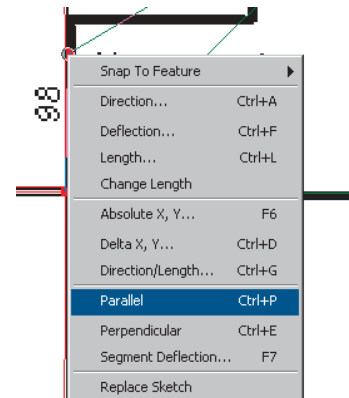 Snap To Feature
Direction... Ctrl+A
Deflection... Ctrl+F
Length... Ctrl+L
Change Length
Absolute X, Y... F6
Delta X, Y... Ctrl+D
Direction/Length... Ctrl+G
Parallel Ctrl+P
Perpendicular Ctrl+E
Segment Deflection... F7
Replace Sketch
98